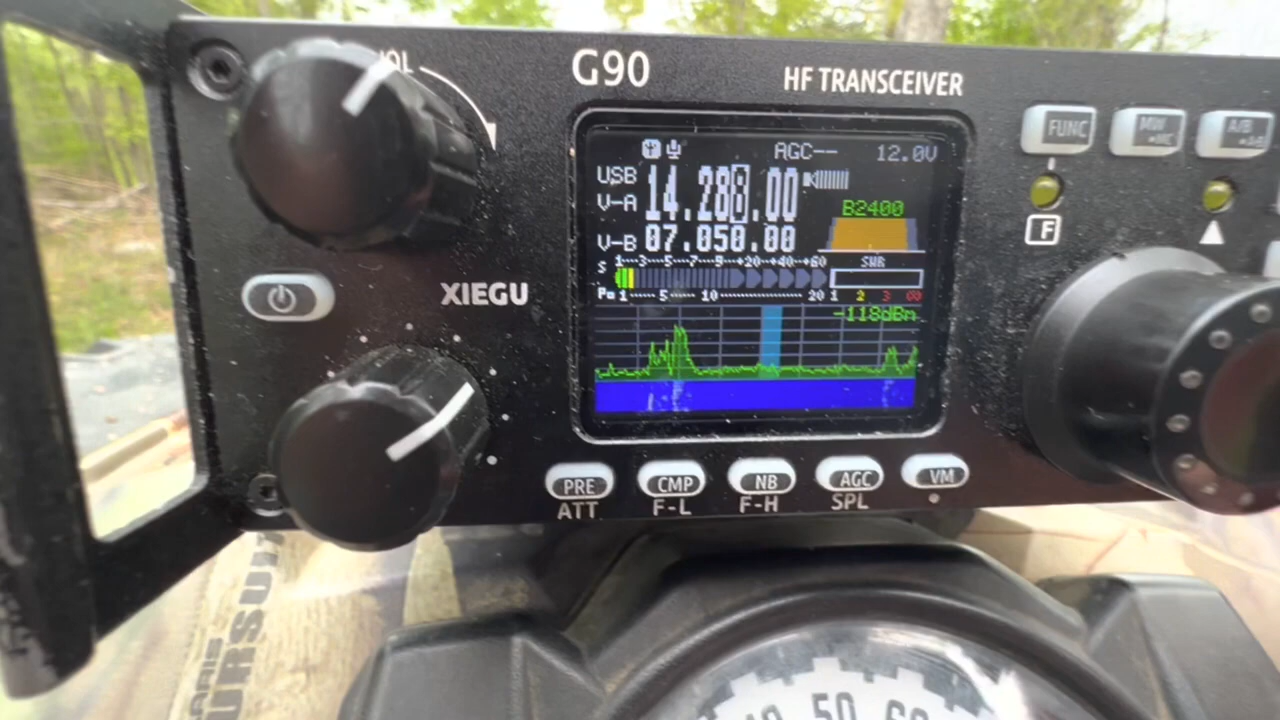 VOL
G90
HF TRANSCEIVER
FUNC
AGC-- 12.0V
USB
14.288.00
V-A
B2400
V-B 07.050.00
S 1--3--5--7--9--+20--+40--+60
SWR
Po 1 5 10 20 1 2 3 ∞
-118dBm
F
XIEGU
PRE CMP NB AGC VM
ATT F-L F-H SPL
URSUIT
50